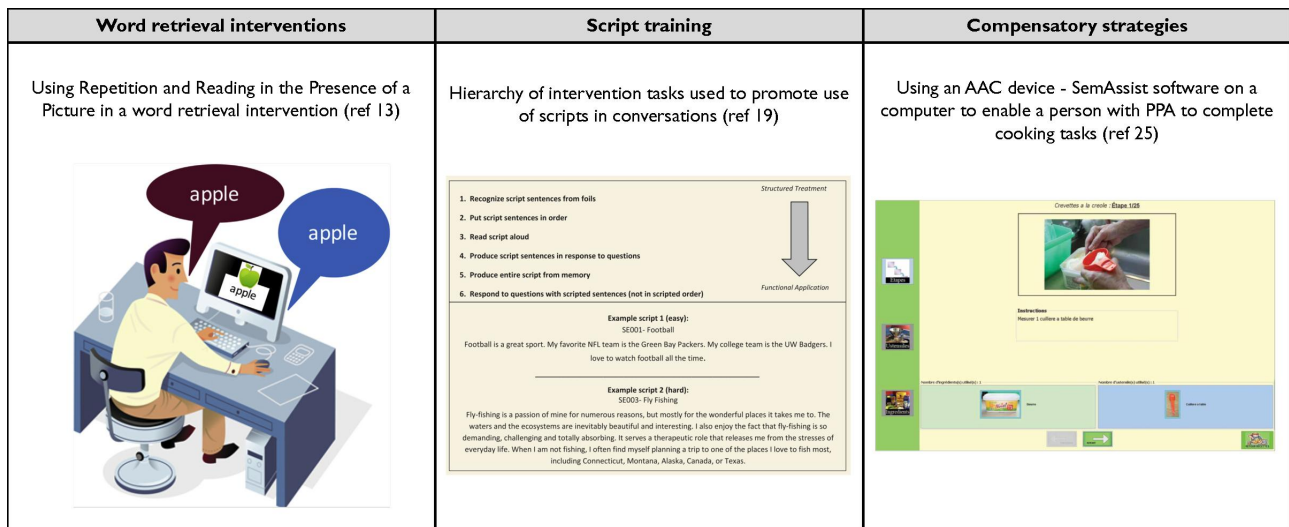 Word retrieval interventions
Using Repetition and Reading in the Presence of a
Picture in a word retrieval intervention (ref 13)
apple
apple
apple
Script training
Hierarchy of intervention tasks used to promote use
of scripts in conversations (ref 19)
Structured Treatment
1. Recognize script sentences from foils
2. Put script sentences in order
3. Read script aloud
4. Produce script sentences in response to questions
5. Produce entire script from memory
6. Respond to questions with scripted sentences (not in scripted order)
Functional Application
Example script 1 (easy):
SE001- Football
Football is a great sport. My favorite NFL team is the Green Bay Packers. My college team is the UW Badgers. I
love to watch football all the time.
Example script 2 (hard):
SE003- Fly Fishing
Fly-fishing is a passion of mine for numerous reasons, but mostly for the wonderful places it takes me to. The
waters and the ecosystems are inevitably beautiful and interesting. I also enjoy the fact that fly-fishing is so
demanding, challenging and totally absorbing. It serves a therapeutic role that releases me from the stresses of
everyday life. When I am not fishing, I often find myself planning a trip to one of the places I love to fish most,
including Connecticut, Montana, Alaska, Canada, or Texas.
Compensatory strategies
Using an AAC device - SemAssist software on a
computer to enable a person with PPA to complete
cooking tasks (ref 25)
Crevettes a la creole : Étape 1/25
Etapes
Instructions
Mesurer 1 cuillere a table de beurre
Ustensiles
Ingredients